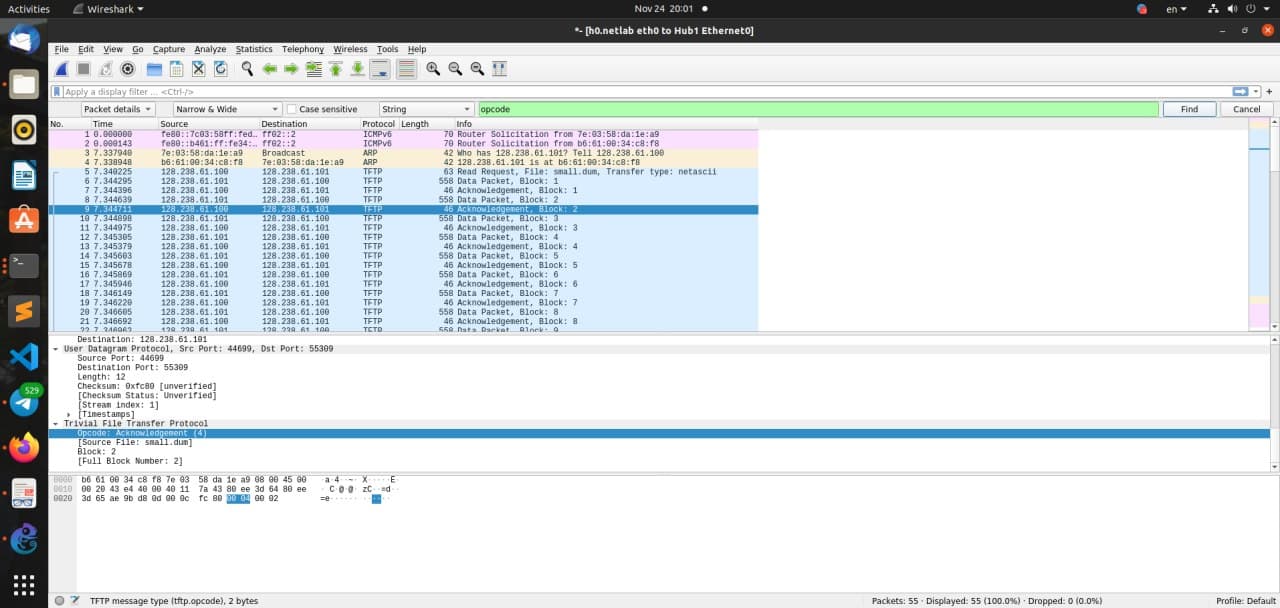 Activities Wireshark Nov 24 20:01 en
*- [h0.netlab eth0 to Hub1 Ethernet0]
File Edit View Go Capture Analyze Statistics Telephony Wireless Tools Help
Apply a display filter ... <Ctrl-/>
Packet details Narrow & Wide Case sensitive String opcode Find Cancel
No. Time Source Destination Protocol Length Info
1 0.000000 fe80::7c03:58ff:fed… ff02::2 ICMPv6 70 Router Solicitation from 7e:03:58:da:1e:a9
2 0.000143 fe80::b461:ff:fe34:… ff02::2 ICMPv6 70 Router Solicitation from b6:61:00:34:c8:f8
3 7.337940 7e:03:58:da:1e:a9 Broadcast ARP 42 Who has 128.238.61.101? Tell 128.238.61.100
4 7.338948 b6:61:00:34:c8:f8 7e:03:58:da:1e:a9 ARP 42 128.238.61.101 is at b6:61:00:34:c8:f8
5 7.340225 128.238.61.100 128.238.61.101 TFTP 63 Read Request, File: small.dum, Transfer type: netascii
6 7.344295 128.238.61.101 128.238.61.100 TFTP 558 Data Packet, Block: 1
7 7.344396 128.238.61.100 128.238.61.101 TFTP 46 Acknowledgement, Block: 1
8 7.344639 128.238.61.101 128.238.61.100 TFTP 558 Data Packet, Block: 2
9 7.344711 128.238.61.100 128.238.61.101 TFTP 46 Acknowledgement, Block: 2
10 7.344898 128.238.61.101 128.238.61.100 TFTP 558 Data Packet, Block: 3
11 7.344975 128.238.61.100 128.238.61.101 TFTP 46 Acknowledgement, Block: 3
12 7.345305 128.238.61.101 128.238.61.100 TFTP 558 Data Packet, Block: 4
13 7.345379 128.238.61.100 128.238.61.101 TFTP 46 Acknowledgement, Block: 4
14 7.345603 128.238.61.101 128.238.61.100 TFTP 558 Data Packet, Block: 5
15 7.345678 128.238.61.100 128.238.61.101 TFTP 46 Acknowledgement, Block: 5
16 7.345869 128.238.61.101 128.238.61.100 TFTP 558 Data Packet, Block: 6
17 7.345946 128.238.61.100 128.238.61.101 TFTP 46 Acknowledgement, Block: 6
18 7.346149 128.238.61.101 128.238.61.100 TFTP 558 Data Packet, Block: 7
19 7.346220 128.238.61.100 128.238.61.101 TFTP 46 Acknowledgement, Block: 7
20 7.346605 128.238.61.101 128.238.61.100 TFTP 558 Data Packet, Block: 8
21 7.346692 128.238.61.100 128.238.61.101 TFTP 46 Acknowledgement, Block: 8
22 7.346963 128.238.61.101 128.238.61.100 TFTP 558 Data Packet, Block: 9
Destination: 128.238.61.101
User Datagram Protocol, Src Port: 44699, Dst Port: 55309
Source Port: 44699
Destination Port: 55309
Length: 12
Checksum: 0xfc80 [unverified]
[Checksum Status: Unverified]
[Stream index: 1]
[Timestamps]
Trivial File Transfer Protocol
Opcode: Acknowledgement (4)
[Source File: small.dum]
Block: 2
[Full Block Number: 2]
0000 b6 61 00 34 c8 f8 7e 03 58 da 1e a9 08 00 45 00 ·a·4··~· X·····E·
0010 00 20 43 e4 40 00 40 11 7a 43 80 ee 3d 64 80 ee · C·@·@· zC··=d··
0020 3d 65 ae 9b d8 0d 00 0c fc 80 00 04 00 02 =e······ ······
529
TFTP message type (tftp.opcode), 2 bytes Packets: 55 · Displayed: 55 (100.0%) · Dropped: 0 (0.0%) Profile: Default